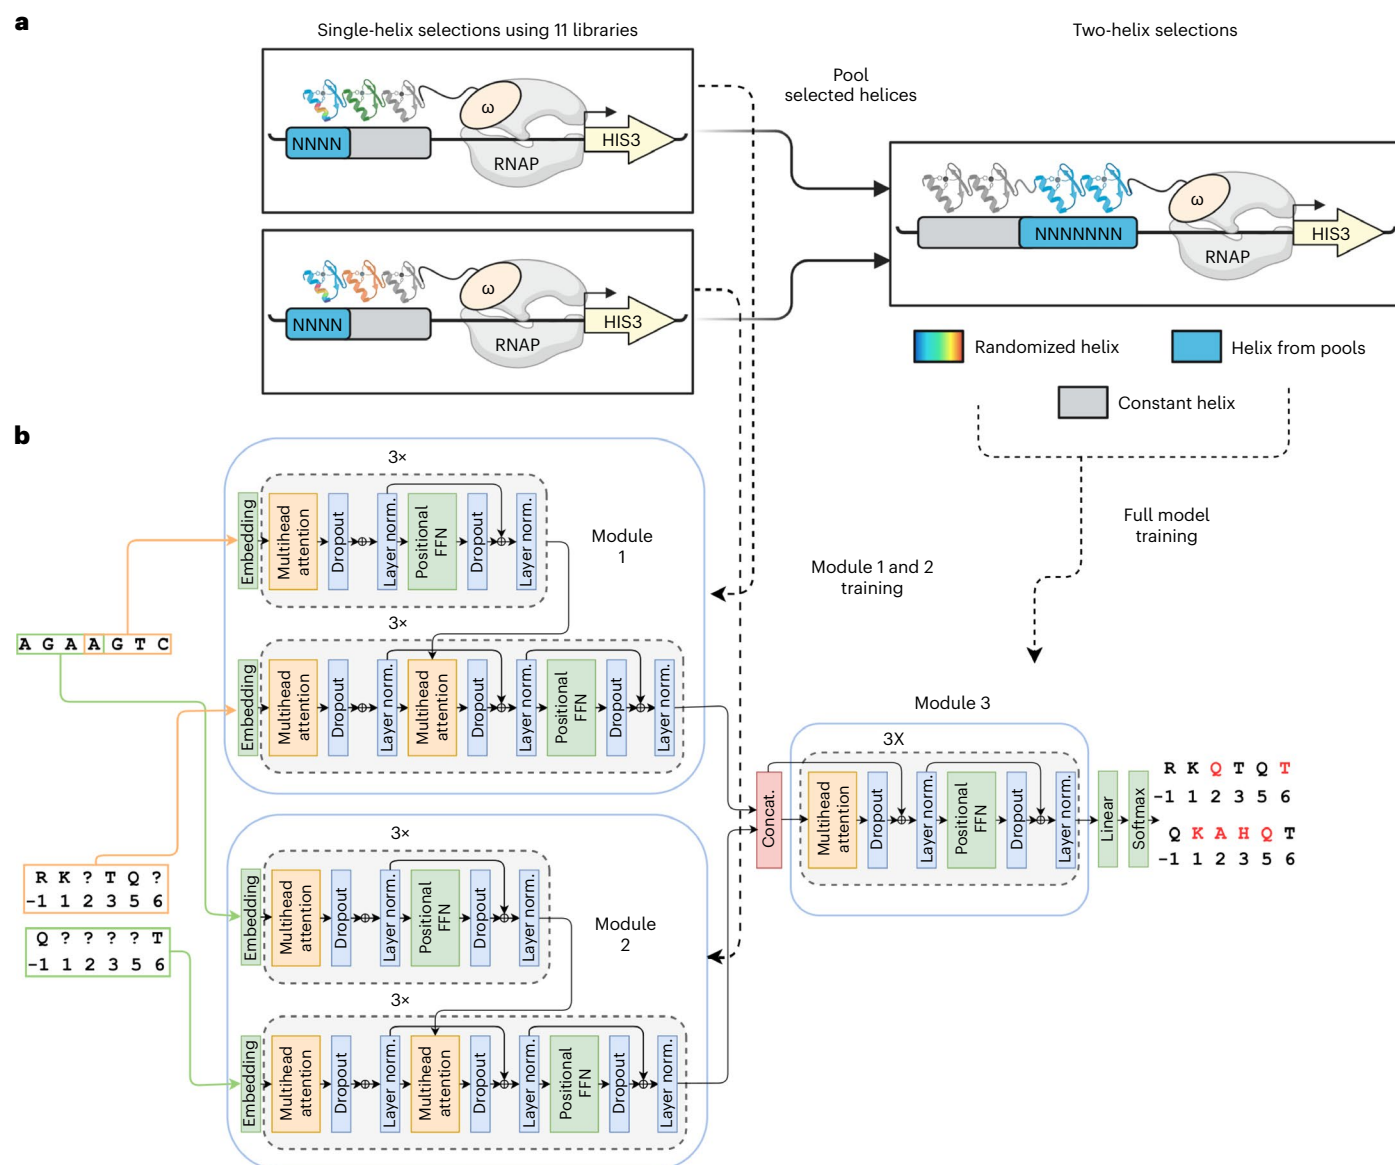 a
Single-helix selections using 11 libraries
Two-helix selections
Pool
selected helices
NNNN
ω
RNAP
HIS3
NNNN
ω
RNAP
HIS3
NNNNNNN
ω
RNAP
HIS3
Randomized helix
Helix from pools
Constant helix
b
3×
Embedding
Multihead
attention
Dropout
Layer norm.
Positional
FFN
Dropout
Layer norm.
Module
1
3×
Embedding
Multihead
attention
Dropout
Layer norm.
Multihead
attention
Dropout
Layer norm.
Positional
FFN
Dropout
Layer norm.
Module 1 and 2
training
Full model
training
A G A A G T C
R K ? T Q ?
-1 1 2 3 5 6
Q ? ? ? ? T
-1 1 2 3 5 6
3×
Embedding
Multihead
attention
Dropout
Layer norm.
Positional
FFN
Dropout
Layer norm.
Module
2
3×
Embedding
Multihead
attention
Dropout
Layer norm.
Multihead
attention
Dropout
Layer norm.
Positional
FFN
Dropout
Layer norm.
Module 3
3X
Concat.
Multihead
attention
Dropout
Layer norm.
Positional
FFN
Dropout
Layer norm.
Linear
Softmax
R K Q T Q T
-1 1 2 3 5 6
Q K A H Q T
-1 1 2 3 5 6